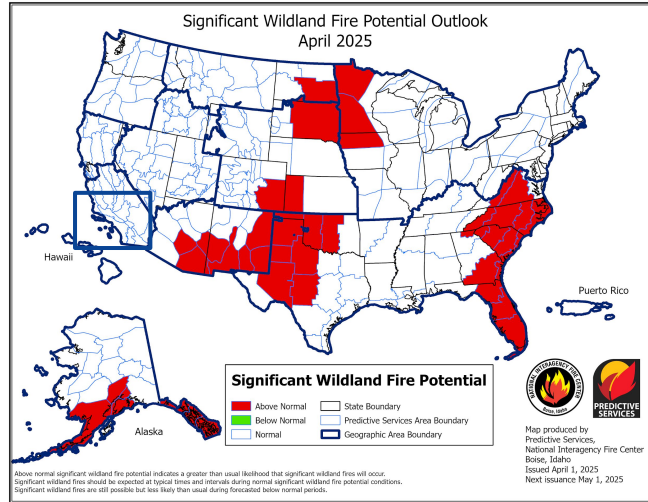 Significant Wildland Fire Potential Outlook
April 2025
Hawaii
Puerto Rico
Alaska
Significant Wildland Fire Potential
Above Normal
Below Normal
Normal
State Boundary
Predictive Services Area Boundary
Geographic Area Boundary
NATIONAL INTERAGENCY FIRE CENTER
Boise, Idaho
PREDICTIVE
SERVICES
Map produced by
Predictive Services,
National Interagency Fire Center
Boise, Idaho
Issued April 1, 2025
Next issuance May 1, 2025
Above normal significant wildland fire potential indicates a greater than usual likelihood that significant wildland fires will occur.
Significant wildland fires should be expected at typical times and intervals during normal significant wildland fire potential conditions.
Significant wildland fires are still possible but less likely than usual during forecasted below normal periods.